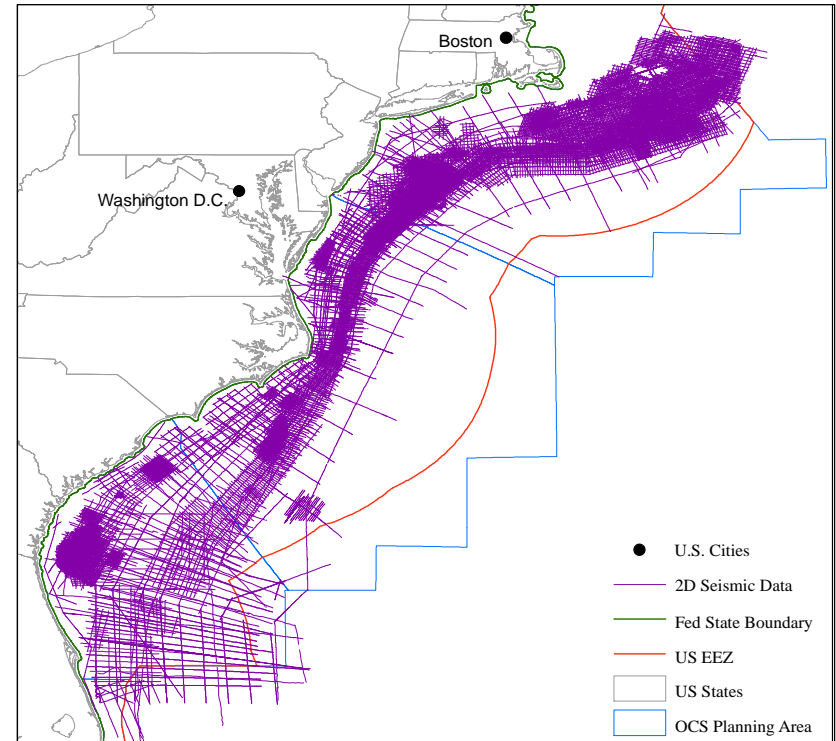 Boston
Washington D.C.
U.S. Cities
2D Seismic Data
Fed State Boundary
US EEZ
US States
OCS Planning Area